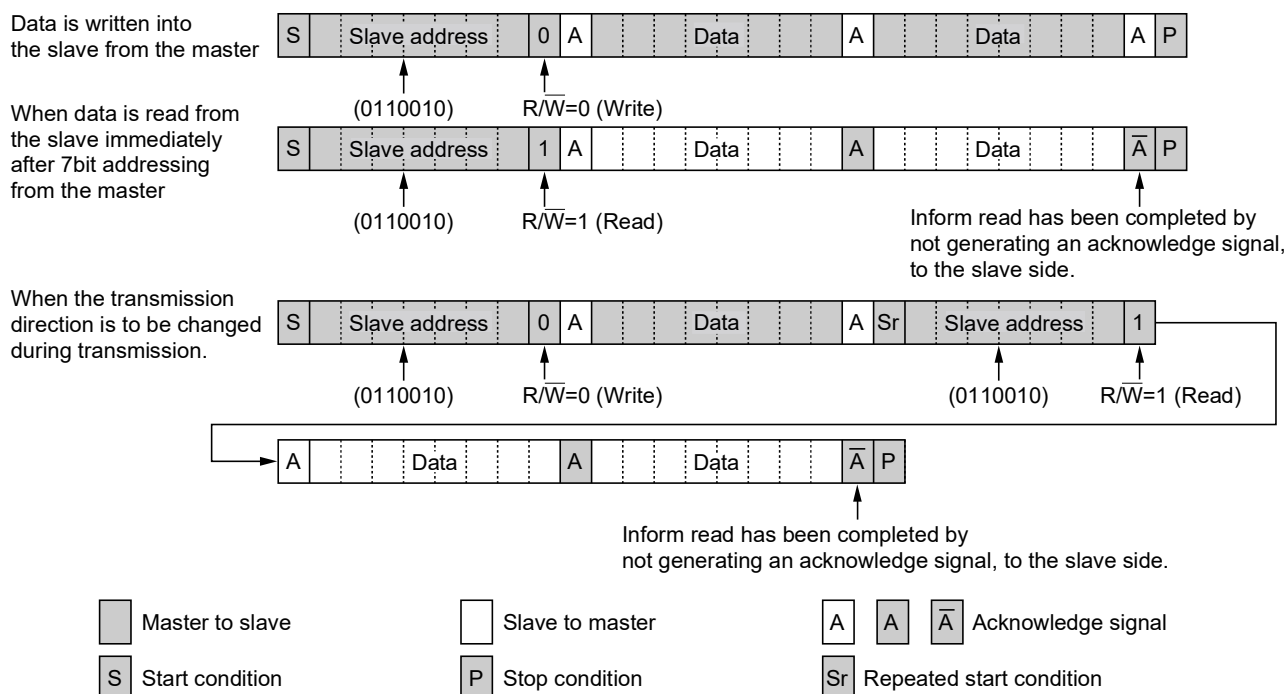 Data is written into
the slave from the master
S Slave address 0 A Data A Data A P
(0110010) R/W̅=0 (Write)
When data is read from
the slave immediately
after 7bit addressing
from the master
S Slave address 1 A Data A Data A̅ P
(0110010) R/W̅=1 (Read)
Inform read has been completed by
not generating an acknowledge signal,
to the slave side.
When the transmission
direction is to be changed
during transmission.
S Slave address 0 A Data A Sr Slave address 1
(0110010) R/W̅=0 (Write) (0110010) R/W̅=1 (Read)
A Data A Data A̅ P
Inform read has been completed by
not generating an acknowledge signal, to the slave side.
Master to slave Slave to master A A A̅ Acknowledge signal
S Start condition P Stop condition Sr Repeated start condition